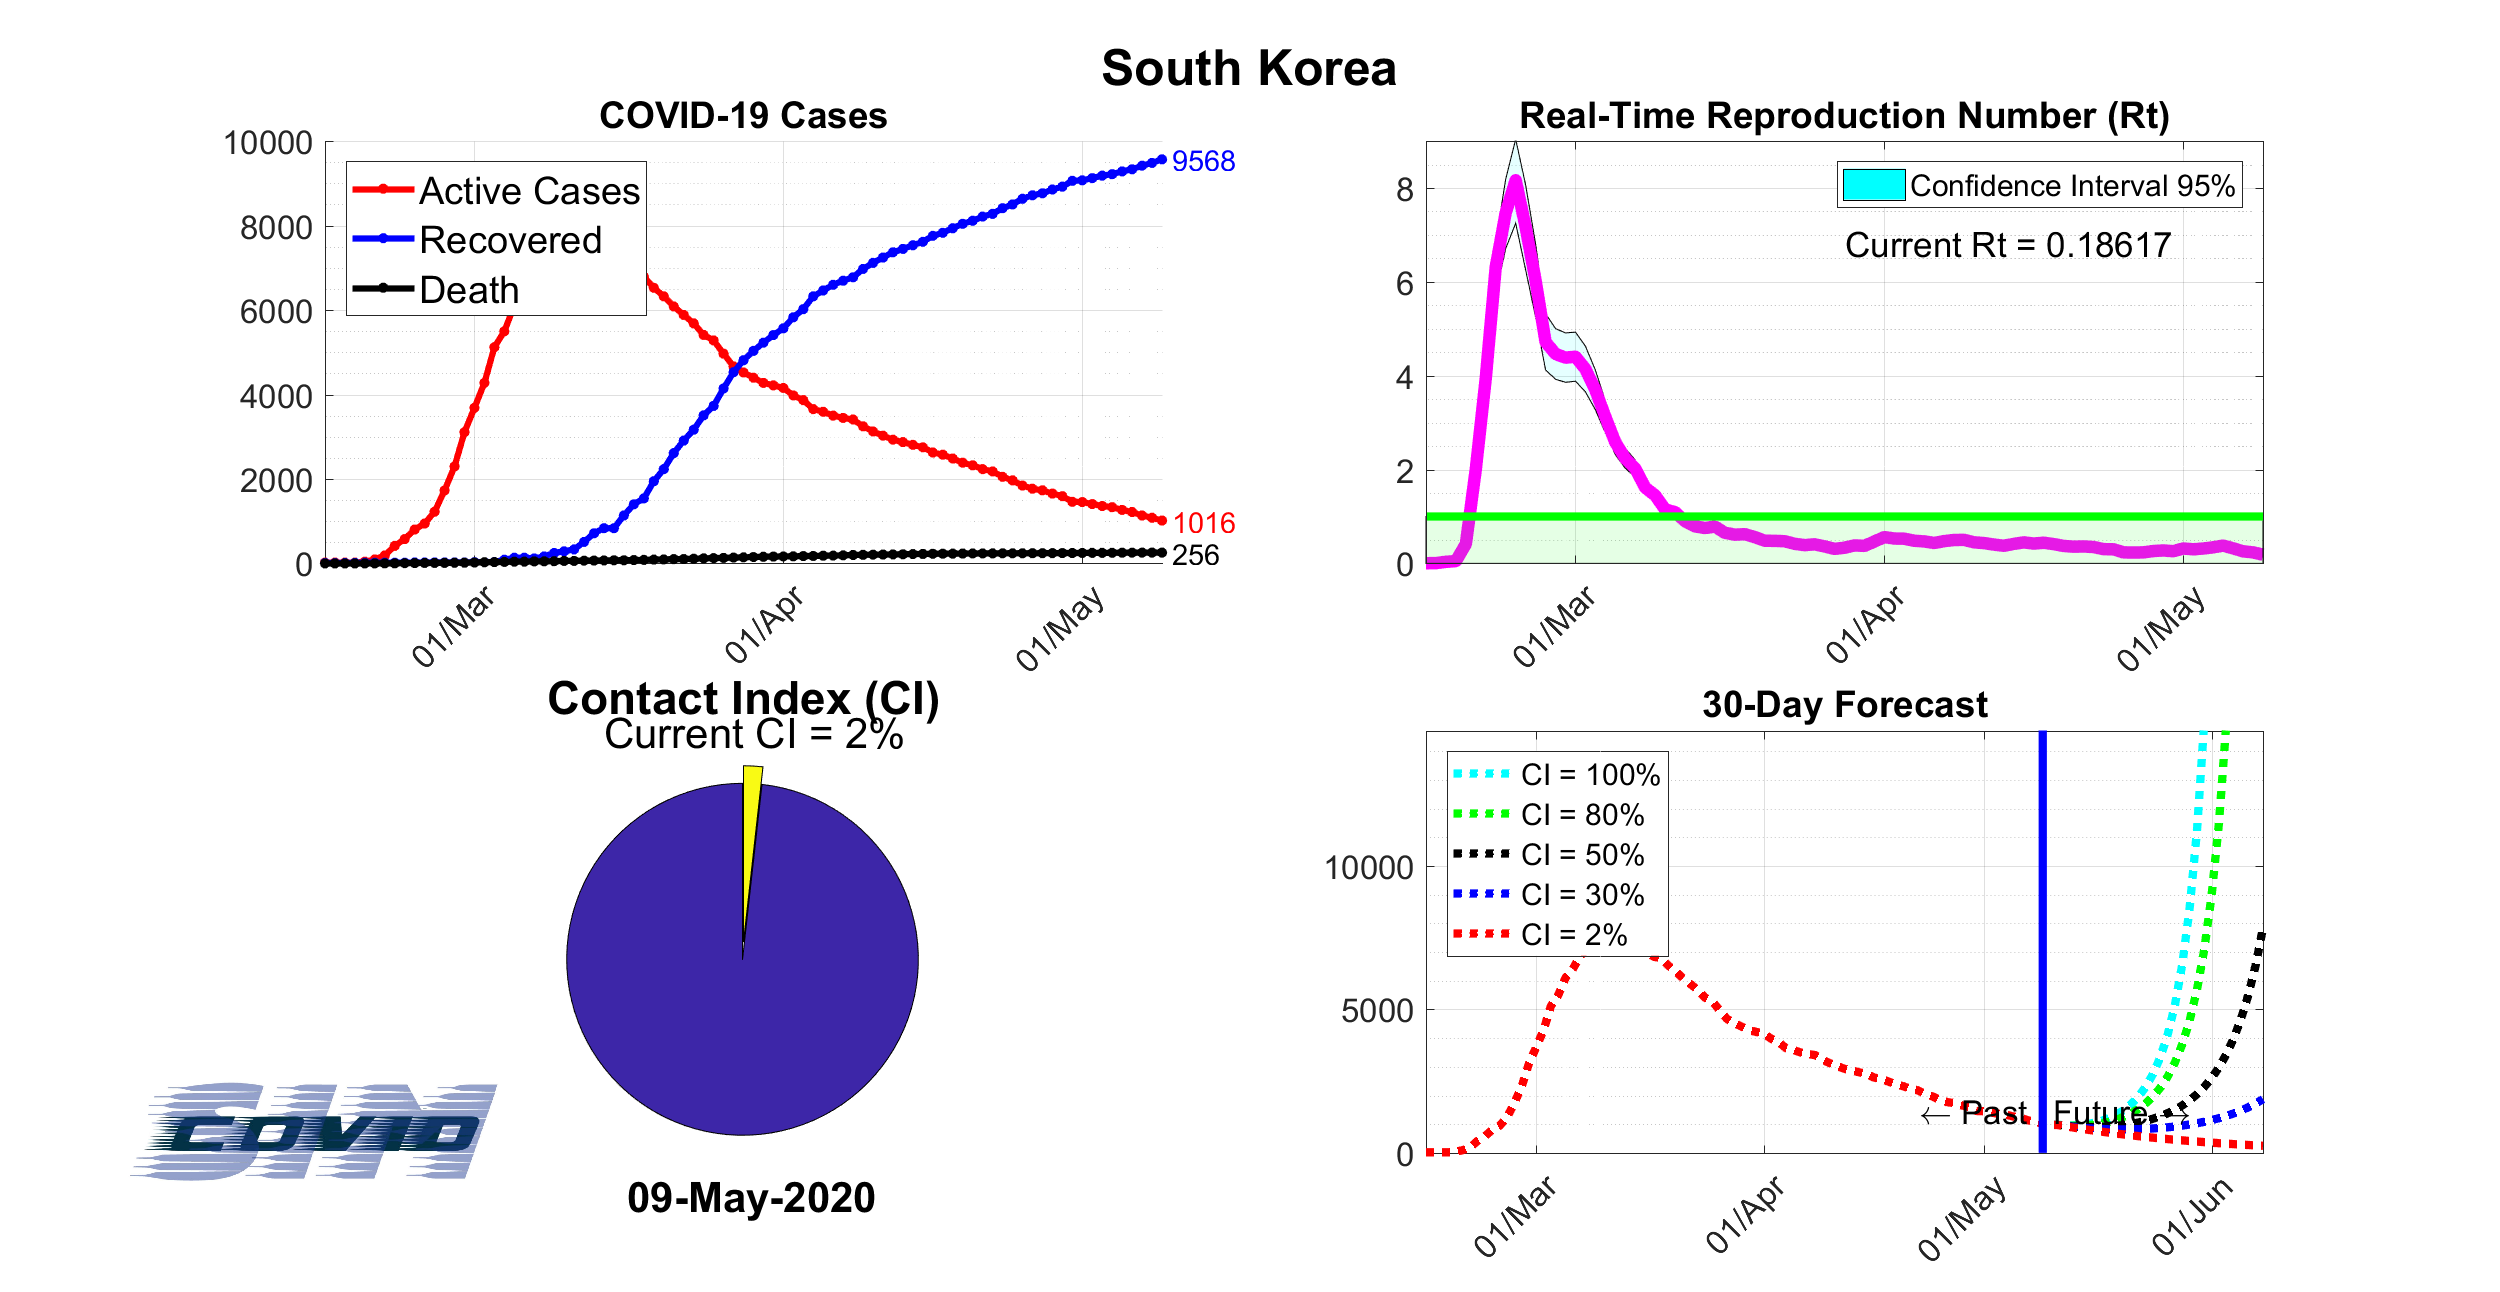 South Korea
COVID-19 Cases
10000
8000
6000
4000
2000
0
Active Cases
Recovered
Death
9568
1016
256
01/Mar
01/Apr
01/May
Real-Time Reproduction Number (Rt)
8
6
4
2
0
Confidence Interval 95%
Current Rt = 0.18617
01/Mar
01/Apr
01/May
Contact Index (CI)
Current CI = 2%
SHN
COVID
09-May-2020
30-Day Forecast
10000
5000
0
CI = 100%
CI = 80%
CI = 50%
CI = 30%
CI = 2%
← Past
Future →
01/Mar
01/Apr
01/May
01/Jun